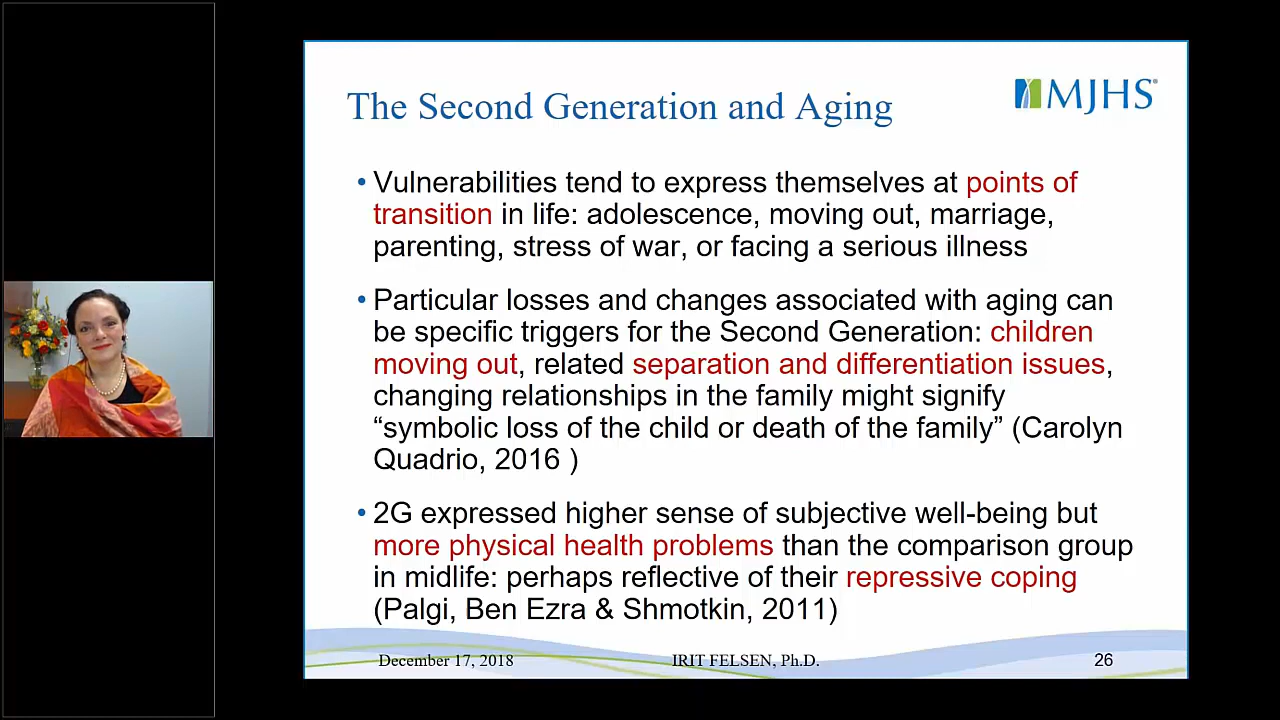 The Second Generation and Aging
MJHS
• Vulnerabilities tend to express themselves at points of
transition in life: adolescence, moving out, marriage,
parenting, stress of war, or facing a serious illness
• Particular losses and changes associated with aging can
be specific triggers for the Second Generation: children
moving out, related separation and differentiation issues,
changing relationships in the family might signify
“symbolic loss of the child or death of the family” (Carolyn
Quadrio, 2016 )
• 2G expressed higher sense of subjective well-being but
more physical health problems than the comparison group
in midlife: perhaps reflective of their repressive coping
(Palgi, Ben Ezra & Shmotkin, 2011)
December 17, 2018 IRIT FELSEN, Ph.D. 26